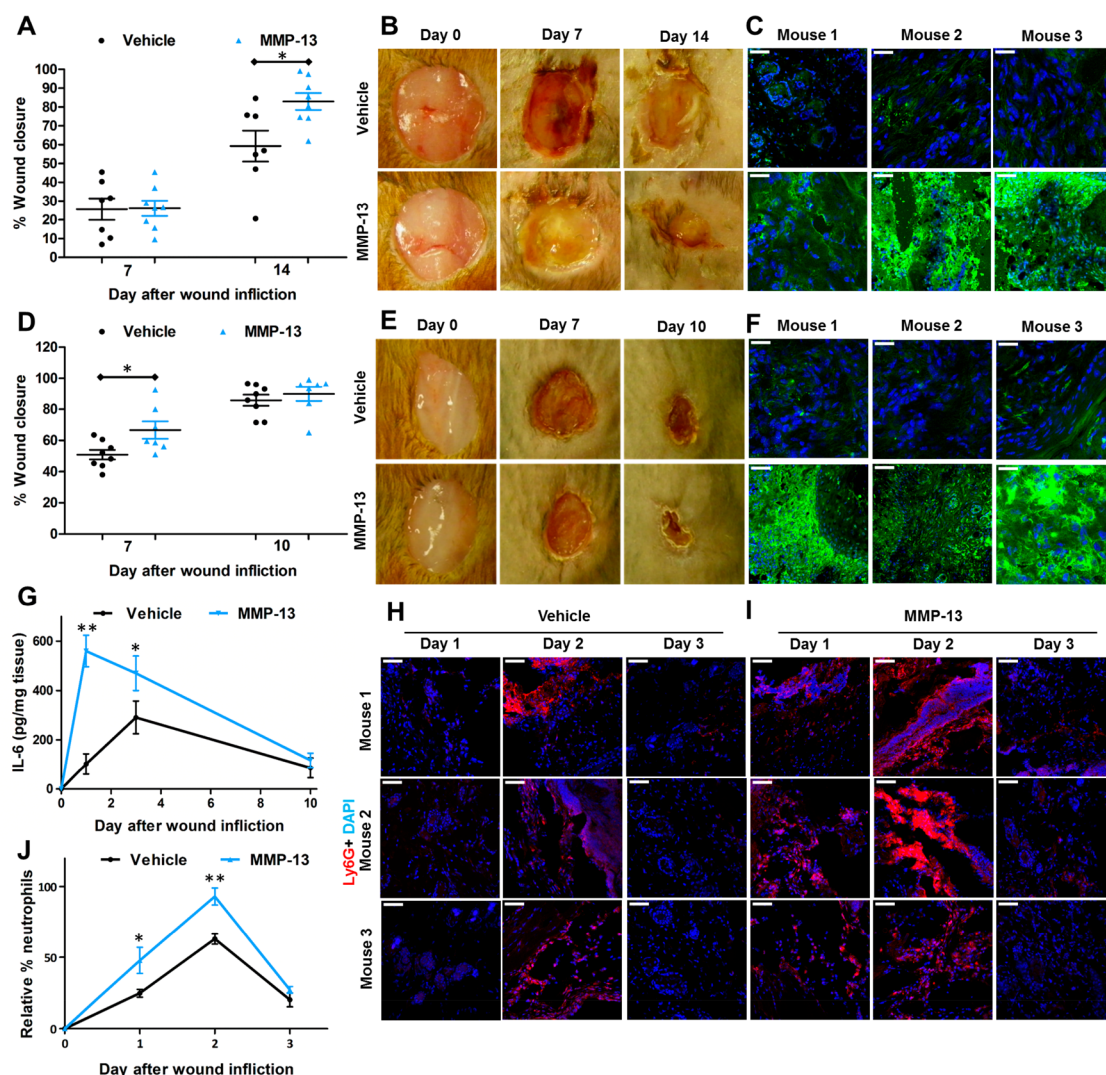 A
Vehicle MMP-13
% Wound closure
100
90
80
70
60
50
40
30
20
10
0
*
7 14
Day after wound infliction
B
Day 0 Day 7 Day 14
Vehicle
MMP-13
C
Mouse 1 Mouse 2 Mouse 3
D
Vehicle MMP-13
% Wound closure
120
100
80
60
40
20
0
*
7 10
Day after wound infliction
E
Day 0 Day 7 Day 10
Vehicle
MMP-13
F
Mouse 1 Mouse 2 Mouse 3
G
Vehicle MMP-13
IL-6 (pg/mg tissue)
600
400
200
0
** *
0 2 4 6 8 10
Day after wound infliction
H
Vehicle
Day 1 Day 2 Day 3
I
MMP-13
Day 1 Day 2 Day 3
Ly6G+ DAPI
Mouse 1
Mouse 2
Mouse 3
J
Vehicle MMP-13
Relative % neutrophils
100
50
0
* **
0 1 2 3
Day after wound infliction